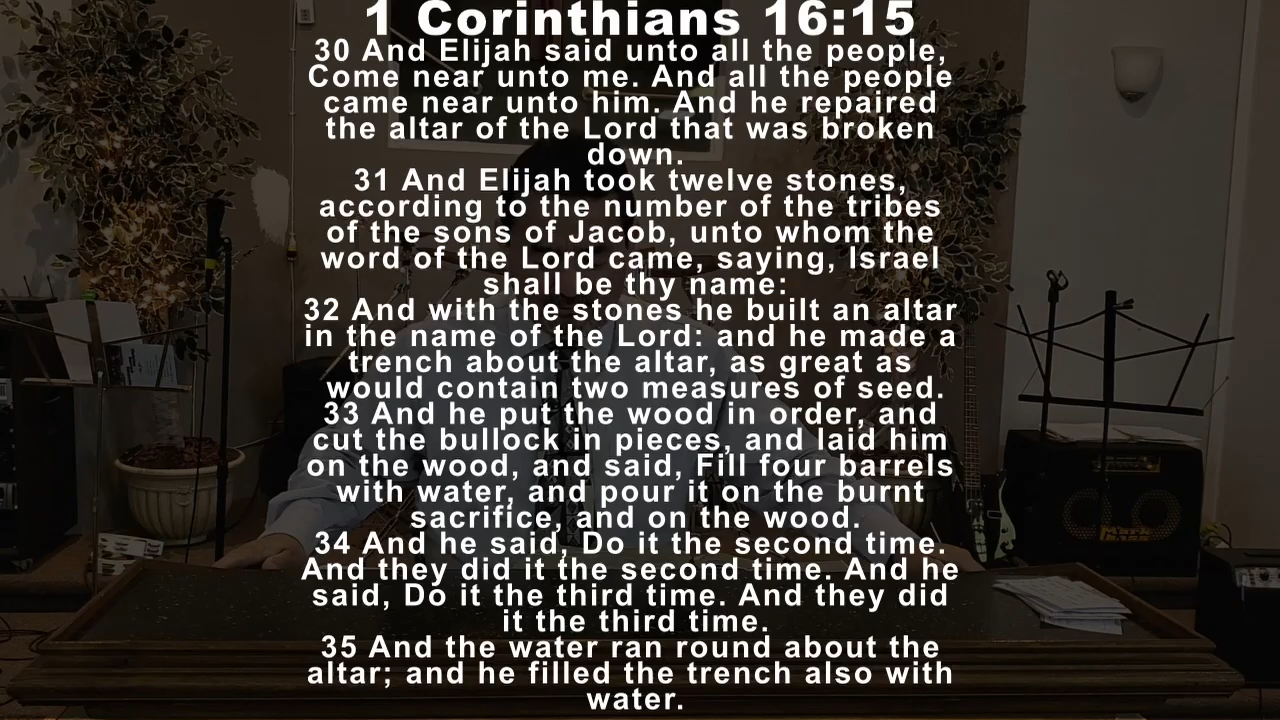 1 Corinthians 16:15
30 And Elijah said unto all the people,
Come near unto me. And all the people
came near unto him. And he repaired
the altar of the Lord that was broken
down.
31 And Elijah took twelve stones,
according to the number of the tribes
of the sons of Jacob, unto whom the
word of the Lord came, saying, Israel
shall be thy name:
32 And with the stones he built an altar
in the name of the Lord: and he made a
trench about the altar, as great as
would contain two measures of seed.
33 And he put the wood in order, and
cut the bullock in pieces, and laid him
on the wood, and said, Fill four barrels
with water, and pour it on the burnt
sacrifice, and on the wood.
34 And he said, Do it the second time.
And they did it the second time. And he
said, Do it the third time. And they did
it the third time.
35 And the water ran round about the
altar; and he filled the trench also with
water.